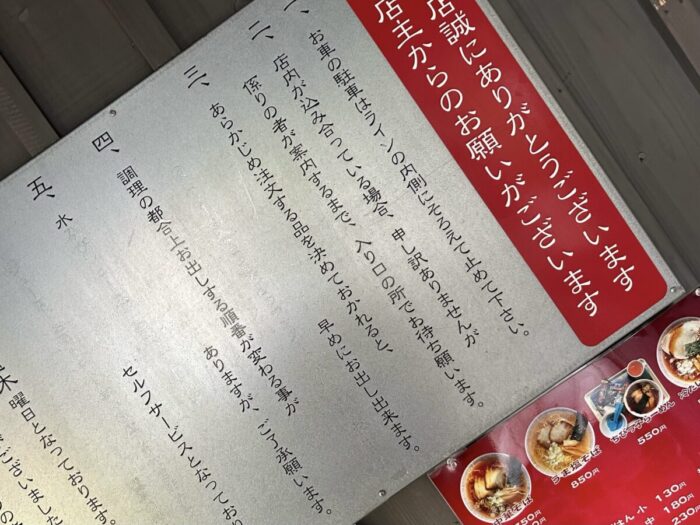 店誠にありがとうございます
店主からのお願いがございます
一、お車の駐車はラインの内側にそろえて止めて下さい。
二、店内が込み合っている場合、申し訳ありませんが
係りの者が案内するまで、入り口の所でお待ち願います。
三、あらかじめ注文する品を決めておかれると、
早めにお出し出来ます。
四、調理の都合上お出しする順番が変わる事が
ありますが、ご了承願います。
五、水 セルフサービスとなってお
曜日となっております。
ございました
550円
850円
550円
小 130円
中 180円
230